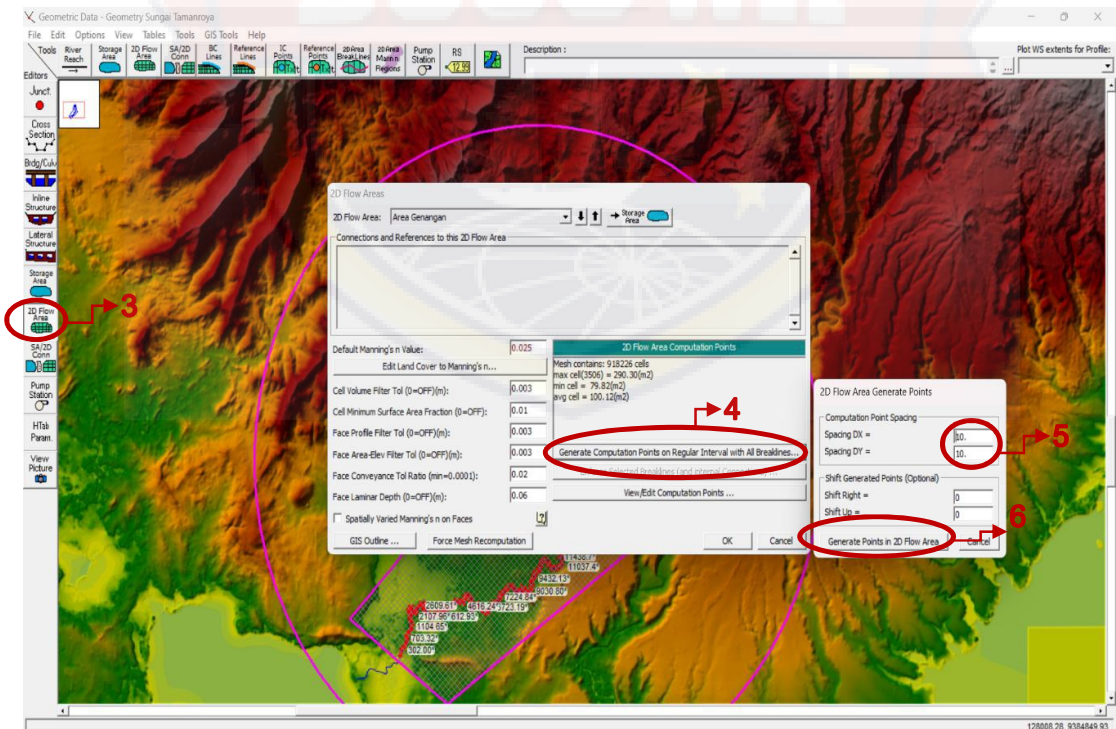 Geometric Data - Geometry Sungai Tamanroya
File Edit Options View Tables Tools GIS Tools Help
Tools
River Reach
Storage Area
2D Flow Area
SA/2D Conn
BC Lines
Reference Lines
IC Points
Reference Points
2D Area BreakLines
2D Area Mann n Regions
Pump Station
RS
Description :
Plot WS extents for Profile:
Editors
Junct.
Cross Section
Brdg/Culv
Inline Structure
Lateral Structure
Storage Area
2D Flow Area
3
SA/2D Conn
Pump Station
HTab Param.
View Picture
2D Flow Areas
2D Flow Area: Area Genangan
Storage Area
Connections and References to this 2D Flow Area
Default Manning's n Value: 0.025
Edit Land Cover to Manning's n...
Cell Volume Filter Tol (0=OFF)(m): 0.003
Cell Minimum Surface Area Fraction (0=OFF): 0.01
Face Profile Filter Tol (0=OFF)(m): 0.003
Face Area-Elev Filter Tol (0=OFF)(m): 0.003
Face Conveyance Tol Ratio (min=0.0001): 0.02
Face Laminar Depth (0=OFF)(m): 0.06
Spatially Varied Manning's n on Faces
GIS Outline ... Force Mesh Recomputation
2D Flow Area Computation Points
Mesh contains: 918226 cells
max cell(3506) = 290.30(m2)
min cell = 79.82(m2)
avg cell = 100.12(m2)
4
Generate Computation Points on Regular Interval with All Breaklines...
View/Edit Computation Points ...
OK Cancel
2D Flow Area Generate Points
Computation Point Spacing
Spacing DX = 10.
Spacing DY = 10.
5
Shift Generated Points (Optional)
Shift Right = 0
Shift Up = 0
6
Generate Points in 2D Flow Area Cancel
11037.4*
9432.13*
9030.80*
7224.84*
2609.61* 4616.24*
2107.96*
1104.65*
703.32*
302.00*
128008.28, 9384849.93